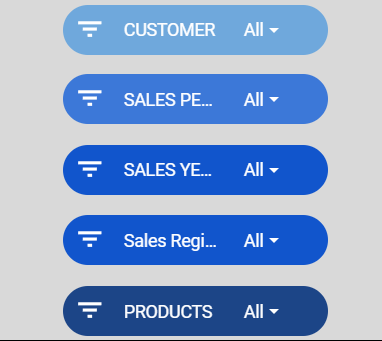 CUSTOMER All
SALES PE... All
SALES YE... All
Sales Regi... All
PRODUCTS All